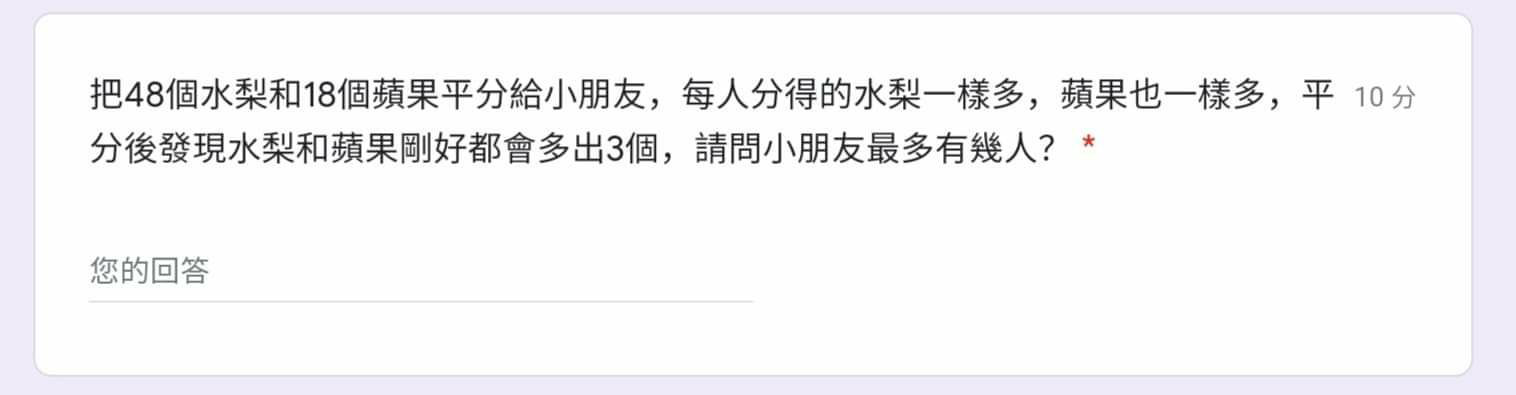 把48個水梨和18個蘋果平分給小朋友，每人分得的水梨一樣多，蘋果也一樣多，平 10 分
分後發現水梨和蘋果剛好都會多出3個，請問小朋友最多有幾人？ *
您的回答